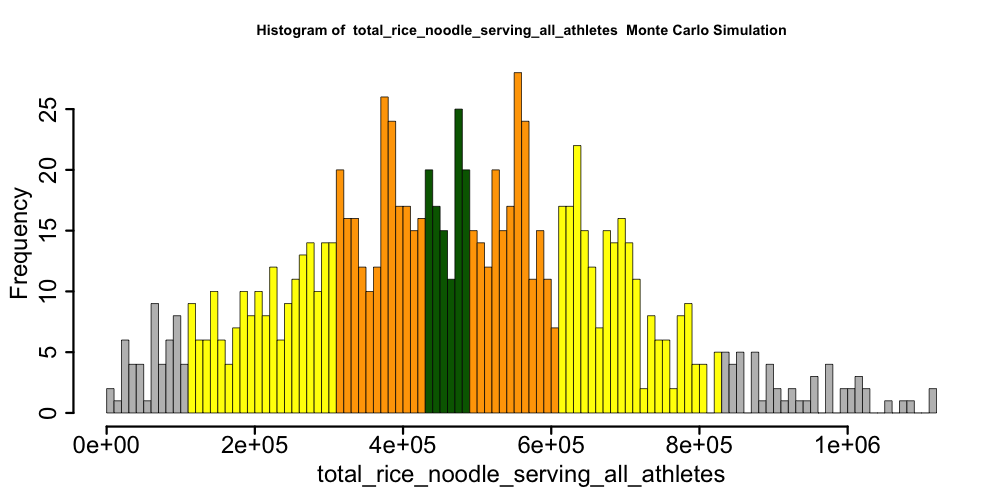 Histogram of  total_rice_noodle_serving_all_athletes  Monte Carlo Simulation
Frequency
25
20
15
10
5
0
0e+00 2e+05 4e+05 6e+05 8e+05 1e+06
total_rice_noodle_serving_all_athletes